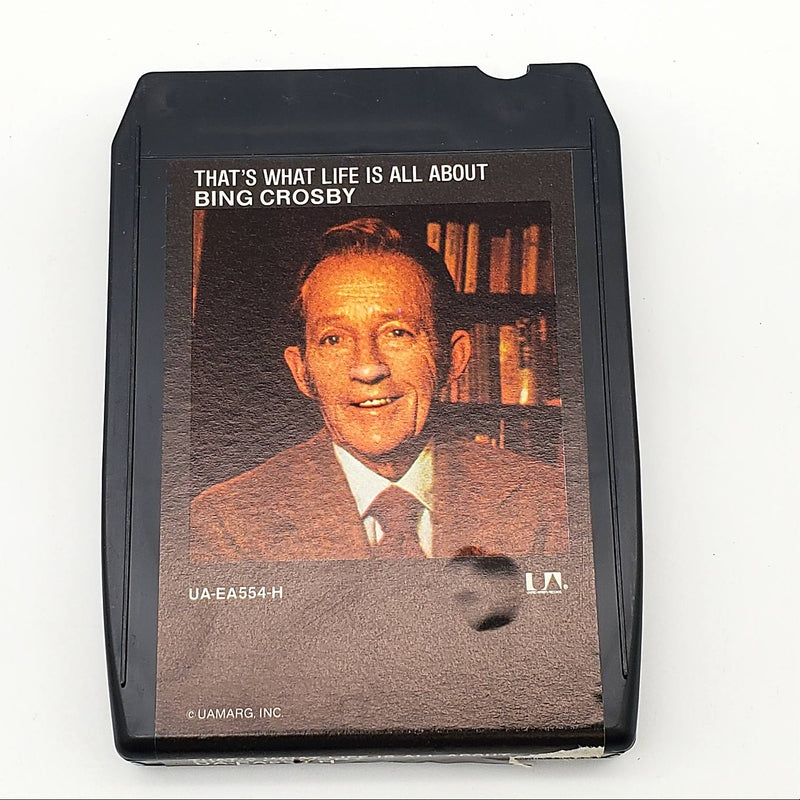 THAT'S WHAT LIFE IS ALL ABOUT
BING CROSBY
UA-EA554-H
UA
© UAMARG, INC.